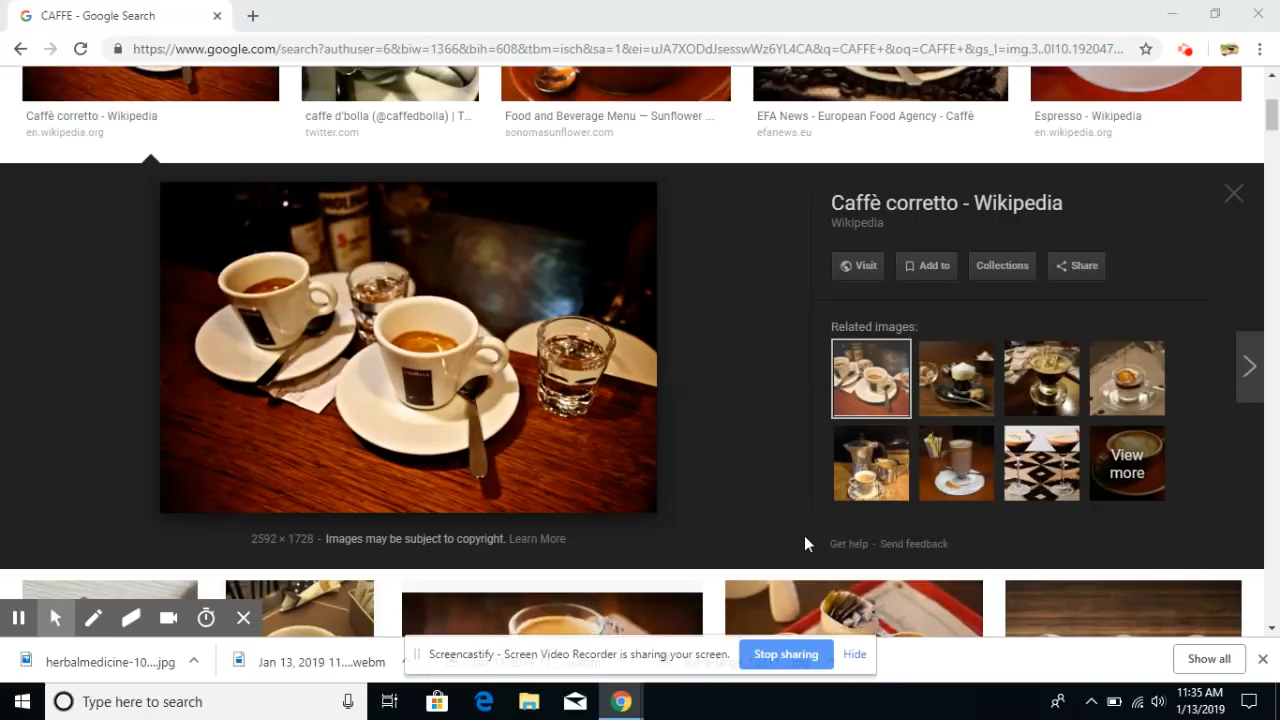 CAFFE - Google Search
https://www.google.com/search?authuser=6&biw=1366&bih=608&tbm=isch&sa=1&ei=uJA7XODdJsesswWz6YL4CA&q=CAFFE+&oq=CAFFE+&gs_l=img.3..0l10.192047...
Caffè corretto - Wikipedia
en.wikipedia.org
caffe d'bolla (@caffedbolla) | T...
twitter.com
Food and Beverage Menu — Sunflower ...
sonomasunflower.com
EFA News - European Food Agency - Caffè
efanews.eu
Espresso - Wikipedia
en.wikipedia.org
Caffè corretto - Wikipedia
Wikipedia
Visit
Add to
Collections
Share
Related images:
View more
2592 × 1728 - Images may be subject to copyright. Learn More
Get help - Send feedback
herbalmedicine-10....jpg
Jan 13, 2019 11....webm
Screencastify - Screen Video Recorder is sharing your screen.
Stop sharing
Hide
Show all
Type here to search
11:35 AM
1/13/2019